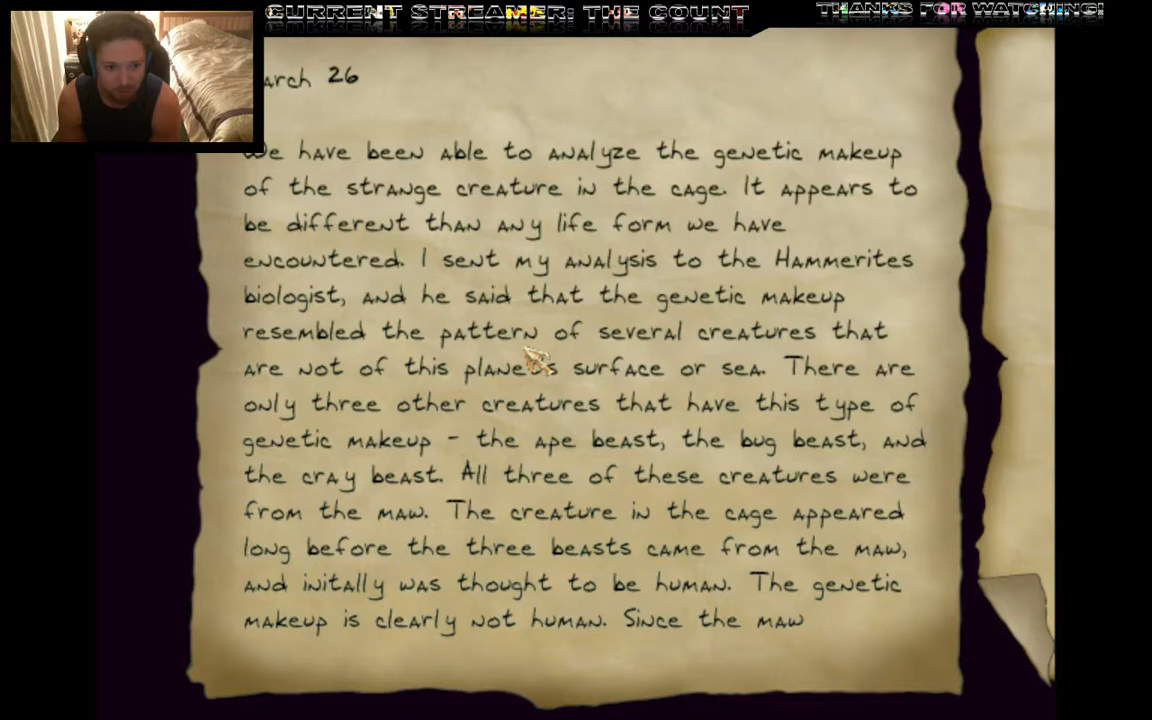 CURRENT STREAMER: THE COUNT
THANKS FOR WATCHING!
arch 26
We have been able to analyze the genetic makeup
of the strange creature in the cage. It appears to
be different than any life form we have
encountered. I sent my analysis to the Hammerites
biologist, and he said that the genetic makeup
resembled the pattern of several creatures that
are not of this planets surface or sea. There are
only three other creatures that have this type of
genetic makeup - the ape beast, the bug beast, and
the cray beast. All three of these creatures were
from the maw. The creature in the cage appeared
long before the three beasts came from the maw,
and initally was thought to be human. The genetic
makeup is clearly not human. Since the maw